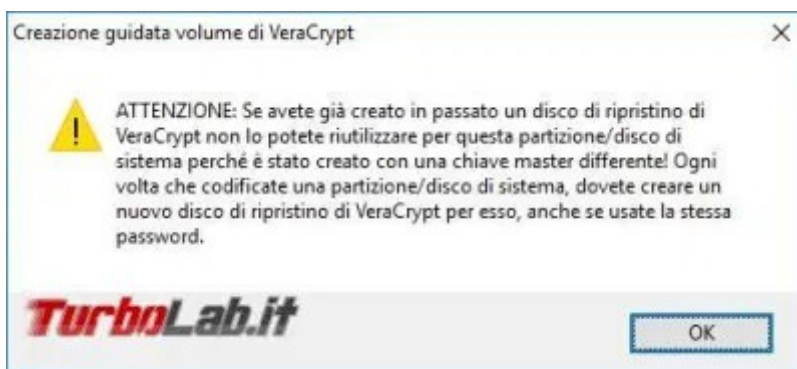 Creazione guidata volume di VeraCrypt
ATTENZIONE: Se avete già creato in passato un disco di ripristino di
VeraCrypt non lo potete riutilizzare per questa partizione/disco di
sistema perché è stato creato con una chiave master differente! Ogni
volta che codificate una partizione/disco di sistema, dovete creare un
nuovo disco di ripristino di VeraCrypt per esso, anche se usate la stessa
password.
TurboLab.it
OK